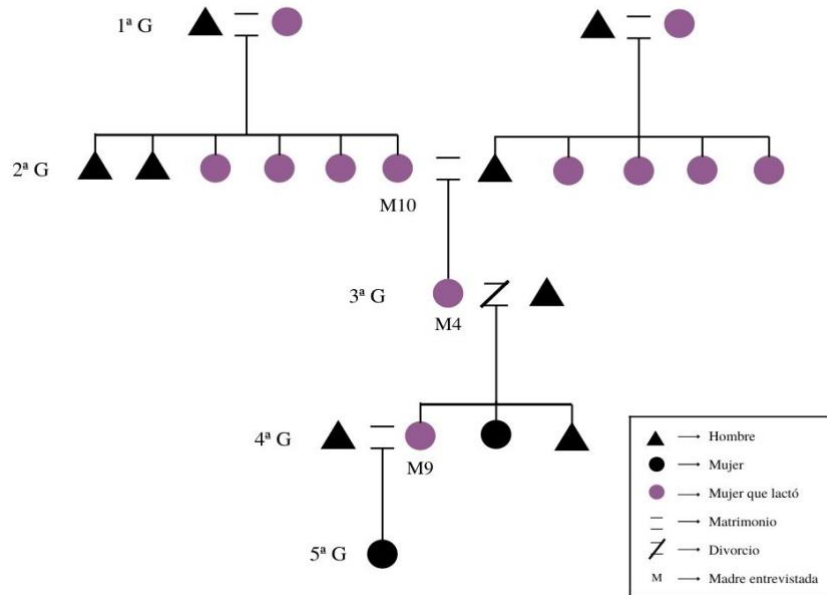 1ª G
2ª G
M10
3ª G
M4
4ª G
M9
5ª G
Hombre
Mujer
Mujer que lactó
Matrimonio
Divorcio
M Madre entrevistada